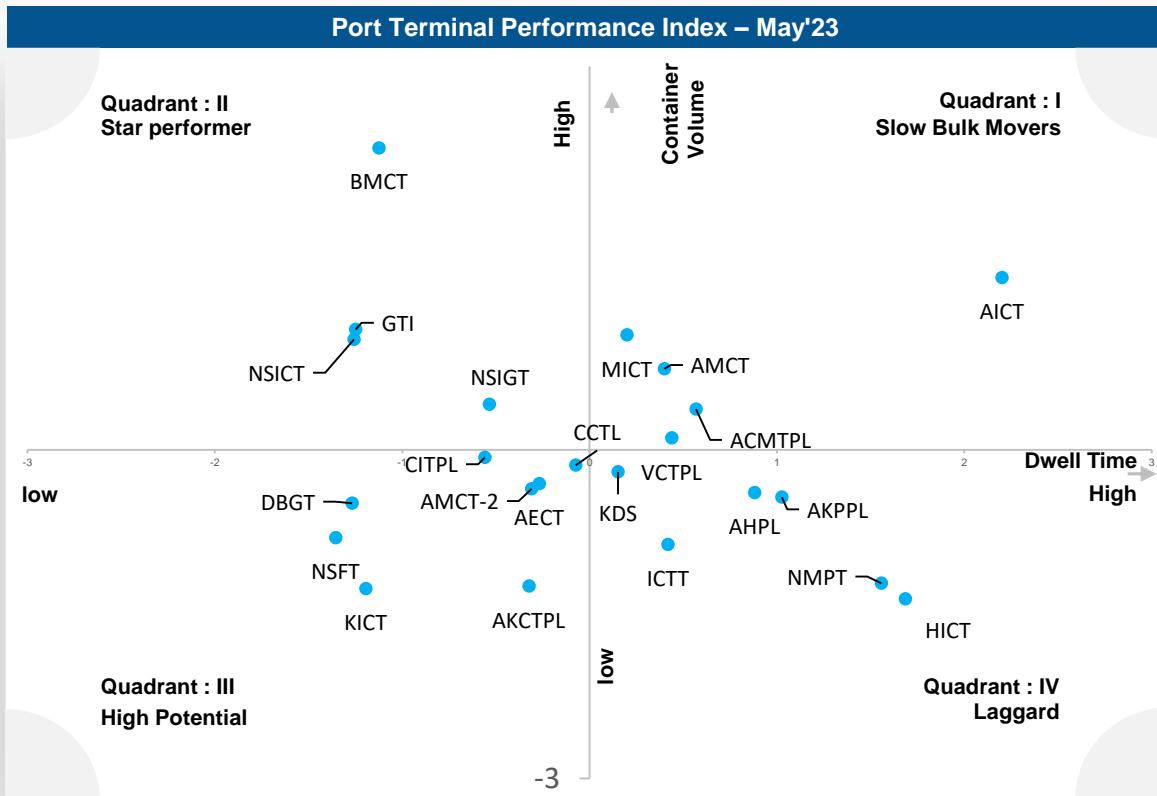 Port Terminal Performance Index – May'23
Quadrant : II
Star performer
High
Container
Volume
Quadrant : I
Slow Bulk Movers
BMCT
AICT
GTI
NSICT
NSIGT
MICT
AMCT
ACMTPL
CCTL
CITPL
VCTPL
-3
-2
-1
0
1
2
3
Dwell Time
low
High
DBGT
AMCT-2
AECT
KDS
AHPL
AKPPL
NSFT
ICTT
NMPT
KICT
AKCTPL
HICT
low
Quadrant : III
High Potential
Quadrant : IV
Laggard
-3